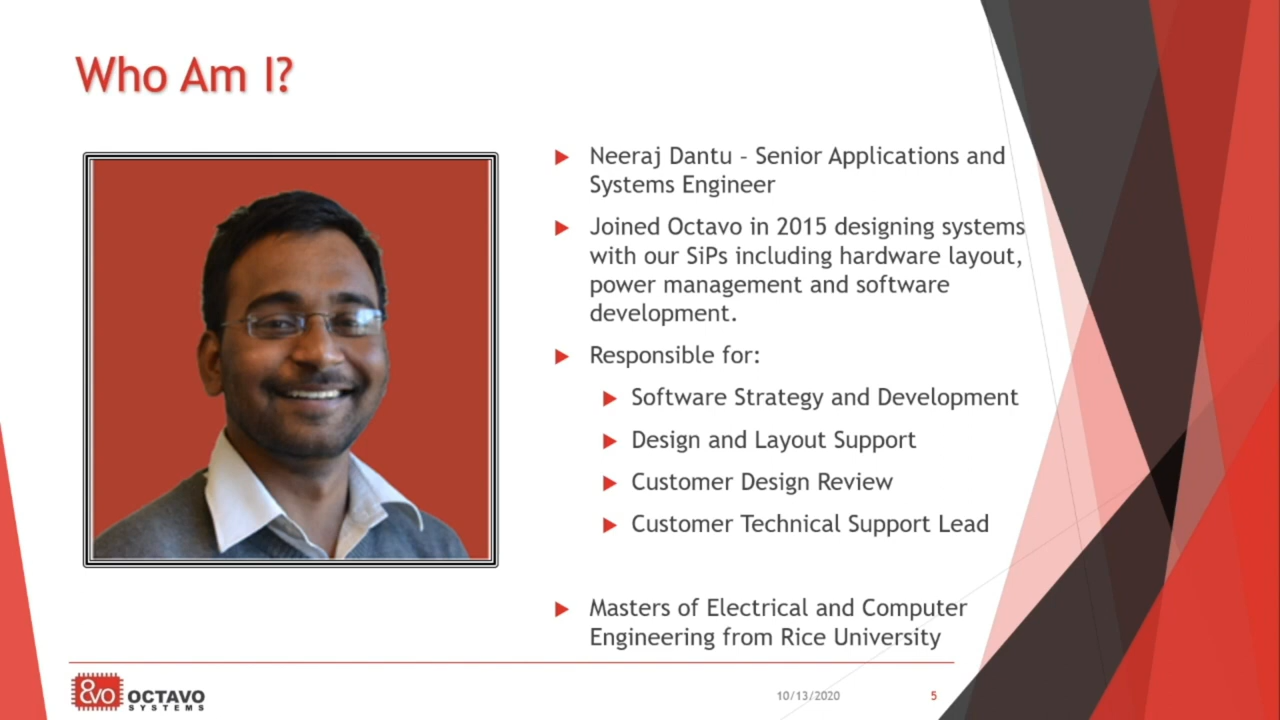 Who Am I?
Neeraj Dantu – Senior Applications and
Systems Engineer
Joined Octavo in 2015 designing systems
with our SiPs including hardware layout,
power management and software
development.
Responsible for:
Software Strategy and Development
Design and Layout Support
Customer Design Review
Customer Technical Support Lead
Masters of Electrical and Computer
Engineering from Rice University
8vo OCTAVO
SYSTEMS
10/13/2020
5